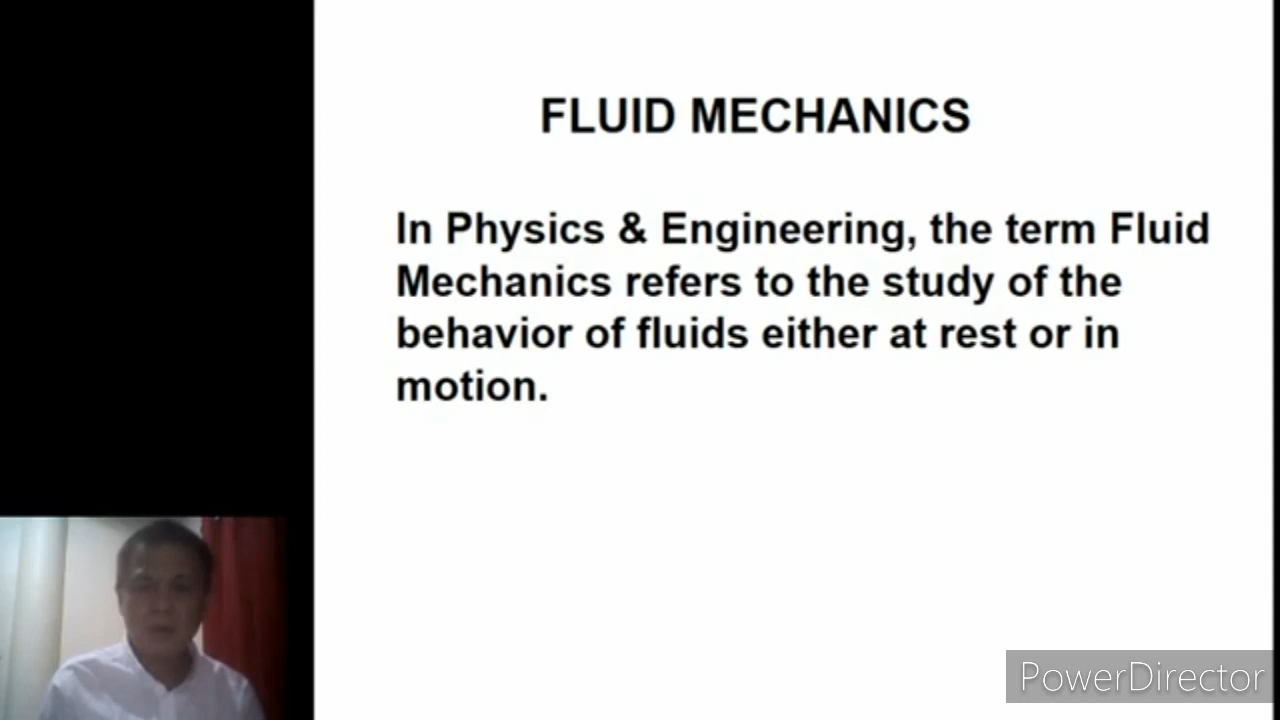 FLUID MECHANICS
In Physics & Engineering, the term Fluid
Mechanics refers to the study of the
behavior of fluids either at rest or in
motion.
PowerDirector